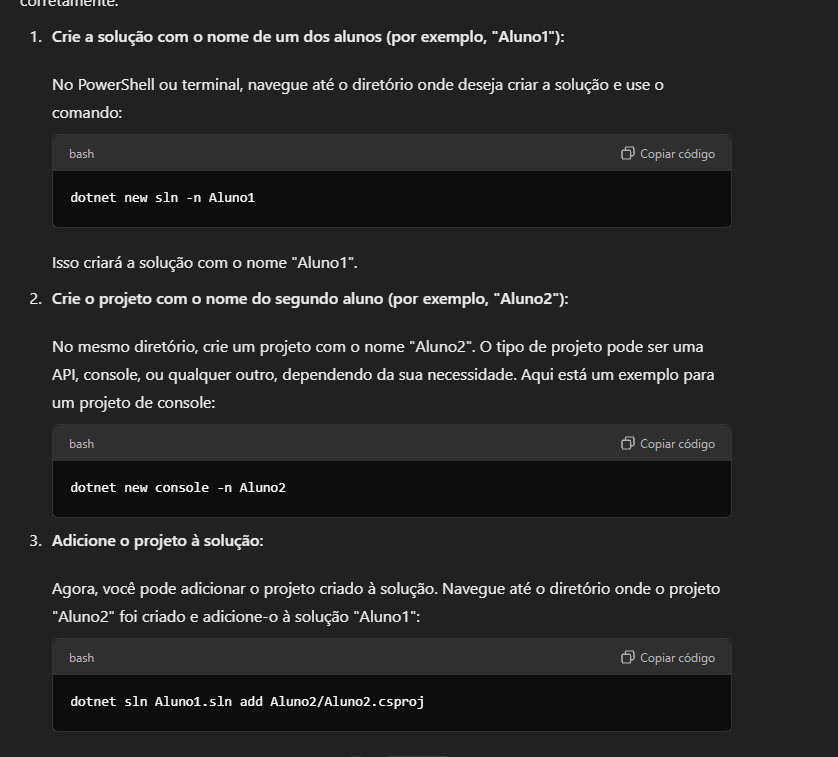 corretamente.
1. Crie a solução com o nome de um dos alunos (por exemplo, "Aluno1"):
No PowerShell ou terminal, navegue até o diretório onde deseja criar a solução e use o
comando:
bash Copiar código
dotnet new sln -n Aluno1
Isso criará a solução com o nome "Aluno1".
2. Crie o projeto com o nome do segundo aluno (por exemplo, "Aluno2"):
No mesmo diretório, crie um projeto com o nome "Aluno2". O tipo de projeto pode ser uma
API, console, ou qualquer outro, dependendo da sua necessidade. Aqui está um exemplo para
um projeto de console:
bash Copiar código
dotnet new console -n Aluno2
3. Adicione o projeto à solução:
Agora, você pode adicionar o projeto criado à solução. Navegue até o diretório onde o projeto
"Aluno2" foi criado e adicione-o à solução "Aluno1":
bash Copiar código
dotnet sln Aluno1.sln add Aluno2/Aluno2.csproj